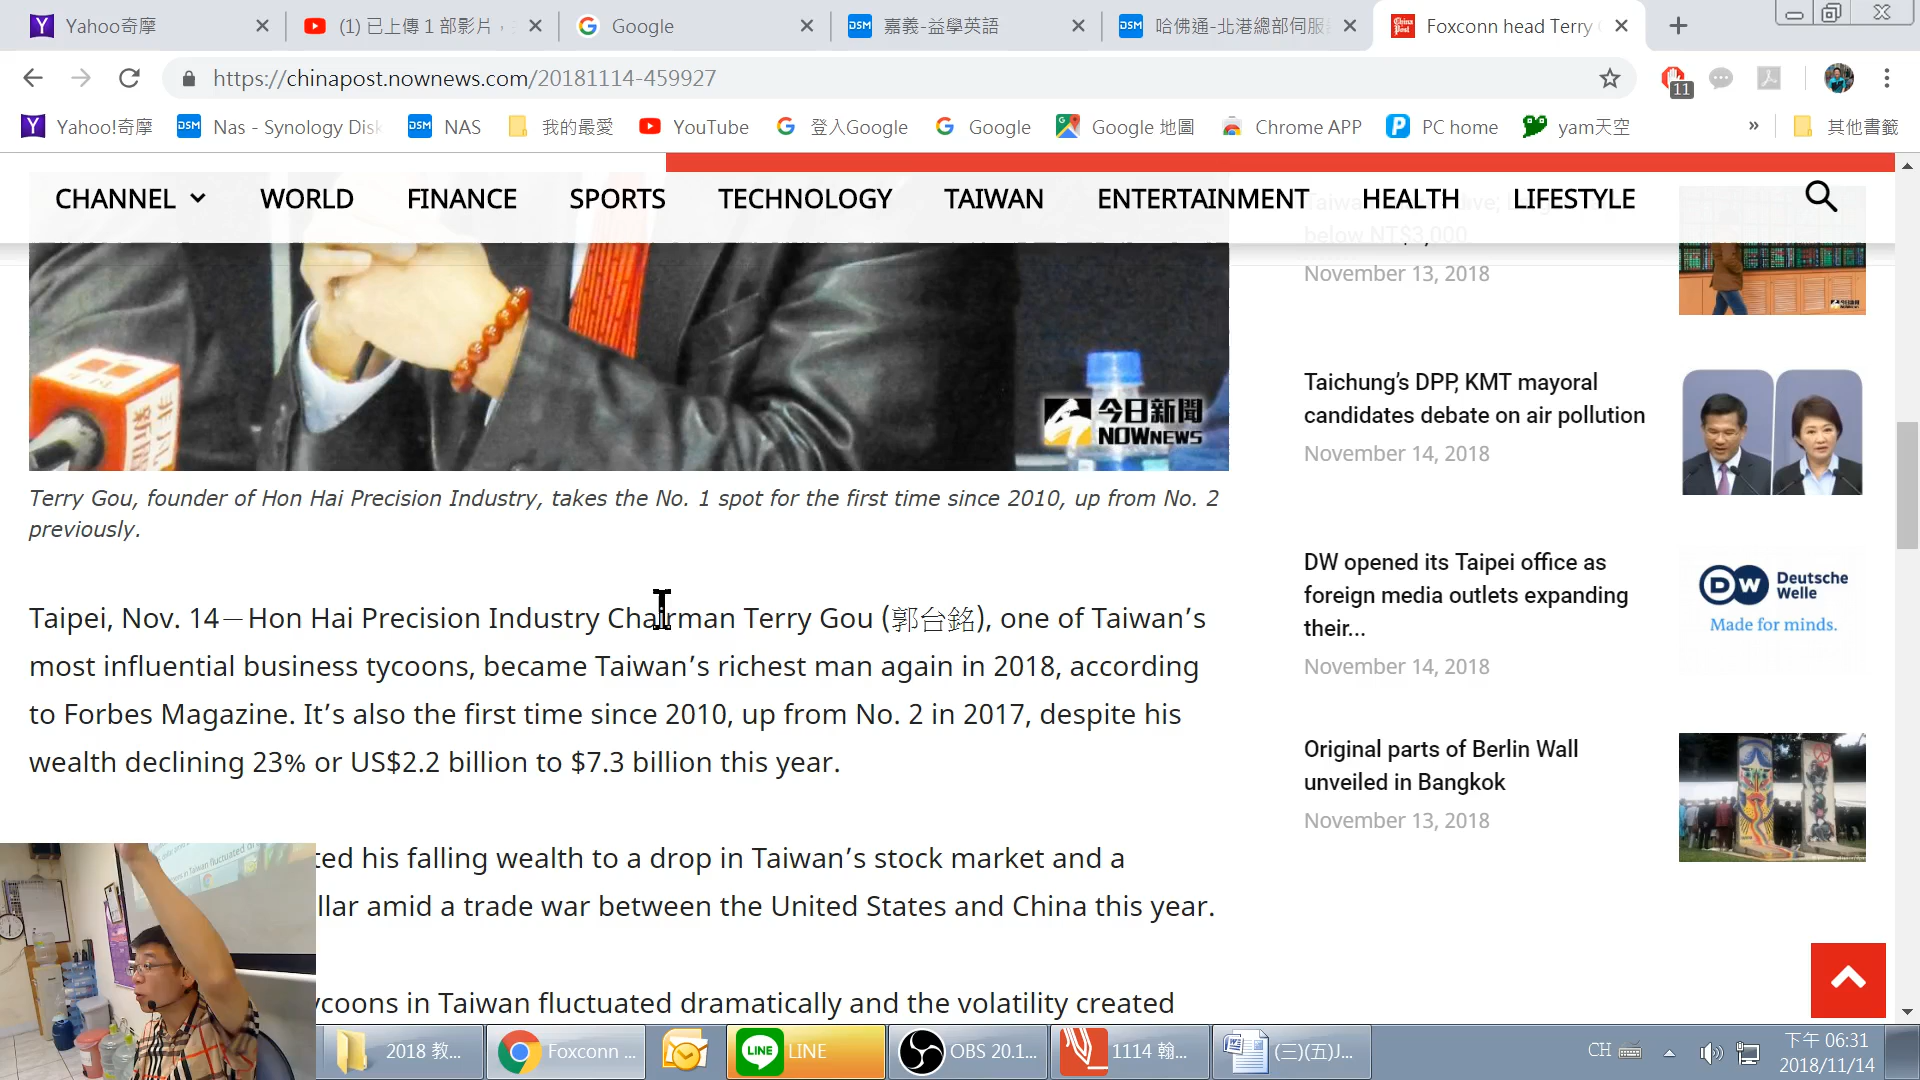 Yahoo奇摩
(1) 已上傳 1 部影片，
Google
DSM 嘉義-益學英語
DSM 哈佛通-北港總部伺服
China Post Foxconn head Terry
https://chinapost.nownews.com/20181114-459927
11
Yahoo!奇摩
DSM Nas - Synology Disk
DSM NAS
我的最愛
YouTube
登入Google
Google
Google 地圖
Chrome APP
PC home
yam天空
»
其他書籤
CHANNEL WORLD FINANCE SPORTS TECHNOLOGY TAIWAN ENTERTAINMENT HEALTH LIFESTYLE
below NT$3,000
November 13, 2018
今日新聞
NOWnews
Terry Gou, founder of Hon Hai Precision Industry, takes the No. 1 spot for the first time since 2010, up from No. 2
previously.
Taipei, Nov. 14—Hon Hai Precision Industry Chairman Terry Gou (郭台銘), one of Taiwan’s
most influential business tycoons, became Taiwan’s richest man again in 2018, according
to Forbes Magazine. It’s also the first time since 2010, up from No. 2 in 2017, despite his
wealth declining 23% or US$2.2 billion to $7.3 billion this year.
ted his falling wealth to a drop in Taiwan’s stock market and a
llar amid a trade war between the United States and China this year.
ycoons in Taiwan fluctuated dramatically and the volatility created
Taichung’s DPP, KMT mayoral
candidates debate on air pollution
November 14, 2018
DW opened its Taipei office as
foreign media outlets expanding
their...
November 14, 2018
DW Deutsche
Welle
Made for minds.
Original parts of Berlin Wall
unveiled in Bangkok
November 13, 2018
2018 教...
Foxconn ...
LINE LINE
OBS 20.1...
1114 翰...
(三)(五)J...
CH
下午 06:31
2018/11/14